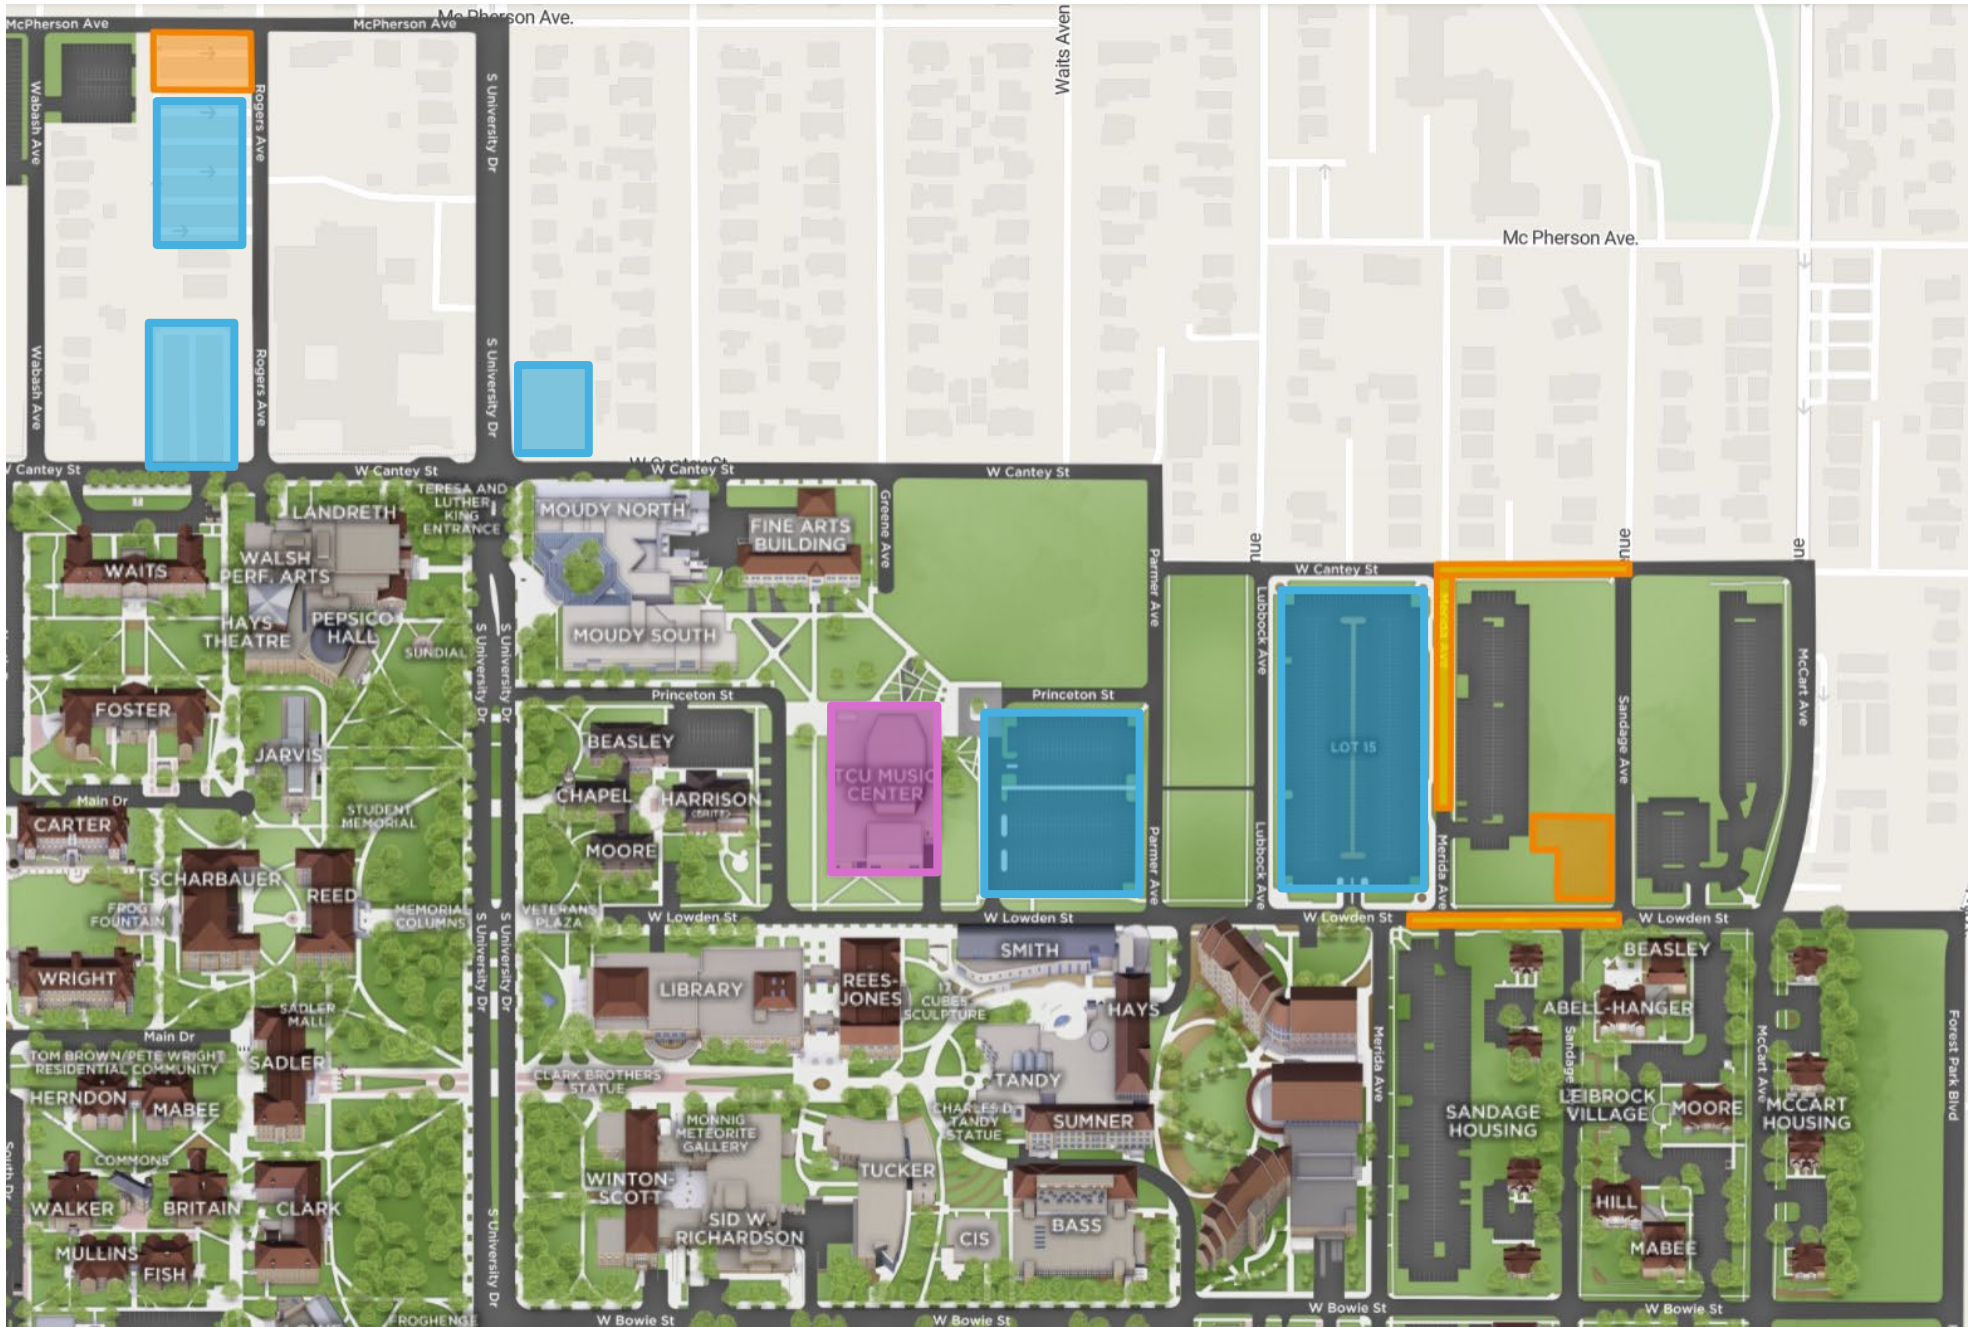 McPherson Ave
McPherson Ave
Mc Pherson Ave.
Waits Aven
Wabash Ave
Rogers Ave
S University Dr
Mc Pherson Ave.
Wabash Ave
Rogers Ave
S University Dr
W Cantey St
W Cantey St
W Cantey St
W Cantey St
TERESA AND
LUTHER
KING
ENTRANCE
LANDRETH
MOUDY NORTH
FINE ARTS
BUILDING
Greene Ave
WALSH
PERF. ARTS
WAITS
HAYS
THEATRE
PEPSICO
HALL
SUNDIAL
MOUDY SOUTH
Parmer Ave
nue
W Cantey St
nue
ue
Lubbock Ave
Merida Ave
S University Dr
S University Dr
McCart Ave
Sandage Ave
Princeton St
Princeton St
FOSTER
JARVIS
BEASLEY
LOT 15
TCU MUSIC
CENTER
CHAPEL
HARRISON
(BRITE)
Main Dr
STUDENT
MEMORIAL
CARTER
MOORE
Parmer Ave
Lubbock Ave
Merida Ave
SCHARBAUER
REED
FROG
FOUNTAIN
MEMORIAL
COLUMNS
VETERANS
PLAZA
W Lowden St
W Lowden St
W Lowden St
W Lowden St
S University Dr
S University Dr
WRIGHT
LIBRARY
REES-
JONES
SMITH
17
CUBES
SCULPTURE
HAYS
BEASLEY
ABELL-HANGER
SADLER
MALL
Main Dr
SADLER
TOM BROWN/PETE WRIGHT
RESIDENTIAL COMMUNITY
HERNDON
MABEE
CLARK BROTHERS
STATUE
TANDY
Merida Ave
Sandage
McCart Ave
Forest Park Blvd
MONNIG
METEORITE
GALLERY
CHARLES D.
TANDY
STATUE
SUMNER
SANDAGE
HOUSING
LEIBROCK
VILLAGE
MOORE
MCCART
HOUSING
COMMONS
South Dr
WALKER
BRITAIN
CLARK
WINTON-
SCOTT
TUCKER
SID W.
RICHARDSON
CIS
BASS
HILL
MABEE
MULLINS
FISH
S University Dr
FROGHENGE
W Bowie St
W Bowie St
W Bowie St
W Bowie St